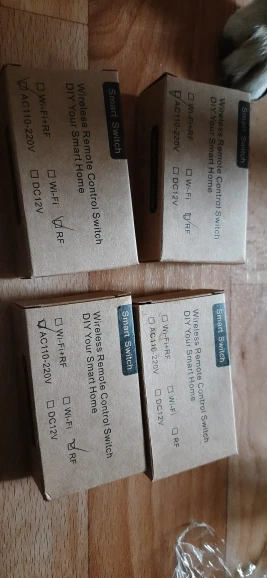 Smart Switch
Wireless Remote Control Switch
DIY Your Smart Home
Wi-Fi+RF
Wi-Fi
RF
AC110-220V
DC12V
Smart Switch
Wireless Remote Control Switch
DIY Your Smart Home
Wi-Fi+RF
Wi-Fi
RF
AC110-220V
DC12V
Smart Switch
Wireless Remote Control Switch
DIY Your Smart Home
Wi-Fi+RF
Wi-Fi
RF
AC110-220V
DC12V
Smart Switch
Wireless Remote Control Switch
DIY Your Smart Home
Wi-Fi+RF
Wi-Fi
RF
AC110-220V
DC12V